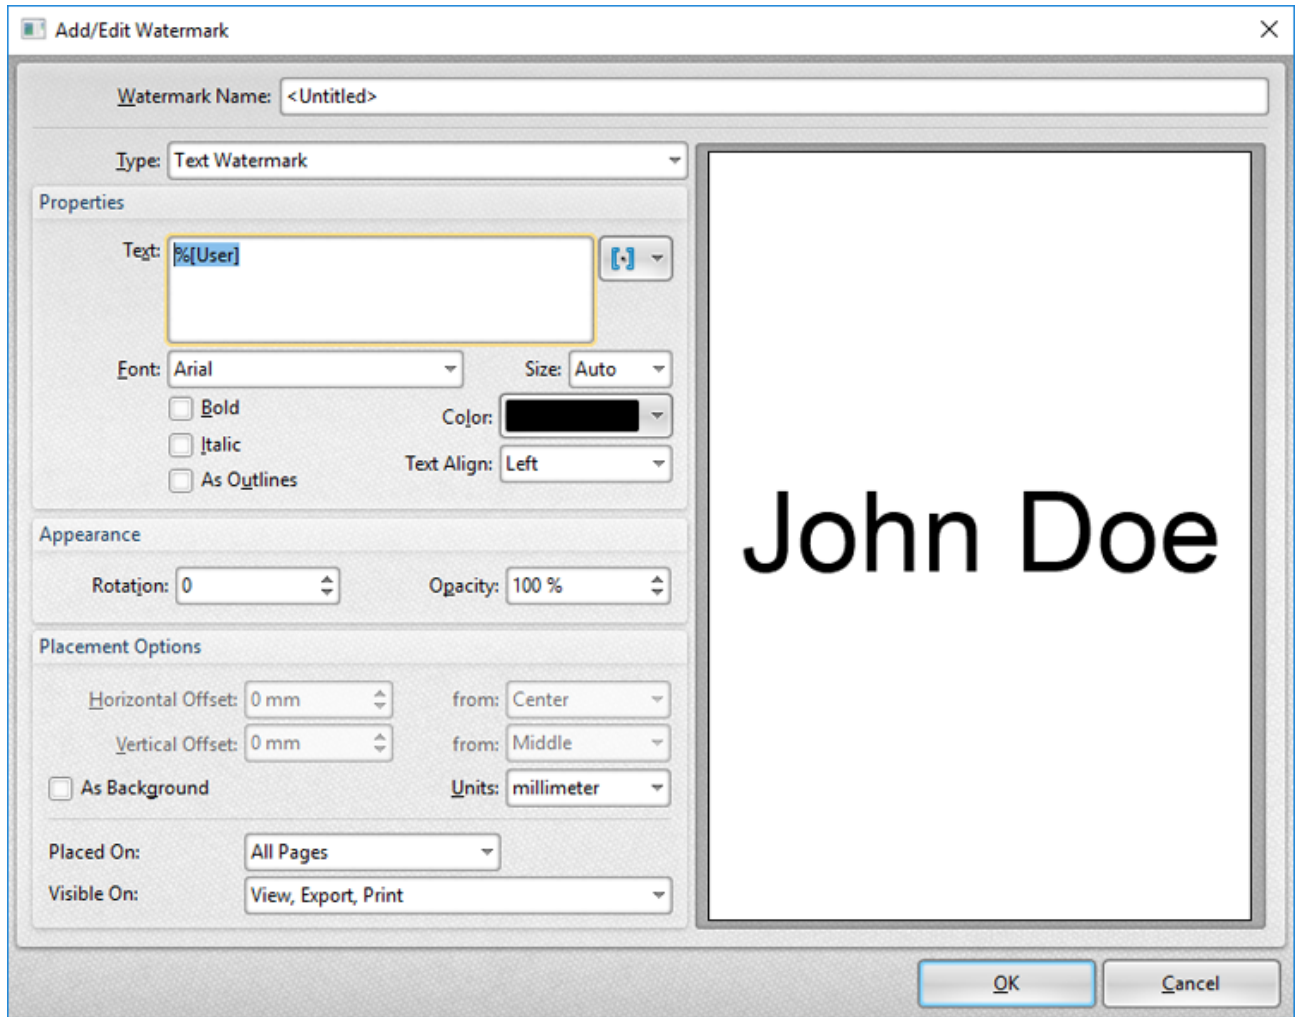 Add/Edit Watermark
Watermark Name: <Untitled>
Type: Text Watermark
Properties
Text: %[User]
Font: Arial Size: Auto
Bold
Color:
Italic
Text Align: Left
As Outlines
Appearance
Rotation: 0 Opacity: 100 %
Placement Options
Horizontal Offset: 0 mm from: Center
Vertical Offset: 0 mm from: Middle
As Background Units: millimeter
Placed On: All Pages
Visible On: View, Export, Print
John Doe
OK Cancel